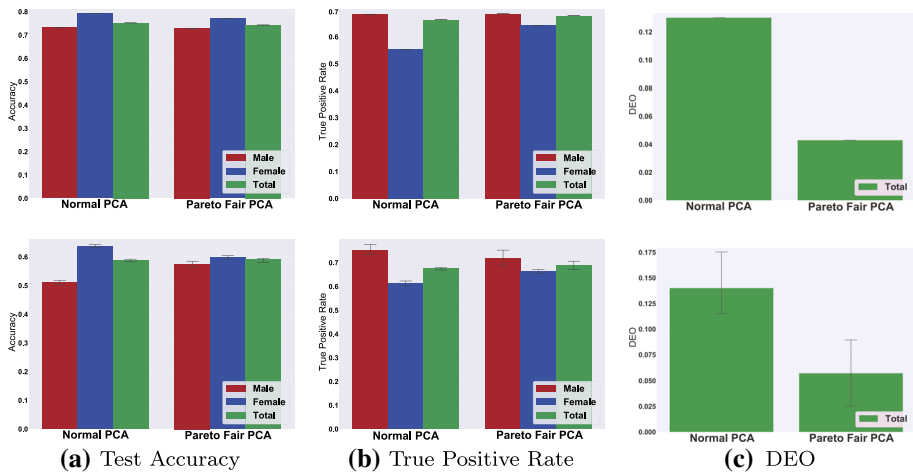 0.8
0.7
0.6
0.5
0.4
0.3
0.2
0.1
0.0
Accuracy
Male
Female
Total
Normal PCA Pareto Fair PCA
0.7
0.6
0.5
0.4
0.3
0.2
0.1
0.0
True Positive Rate
Male
Female
Total
Normal PCA Pareto Fair PCA
0.12
0.10
0.08
0.06
0.04
0.02
0.00
DEO
Total
Normal PCA Pareto Fair PCA
0.6
0.5
0.4
0.3
0.2
0.1
0.0
Accuracy
Male
Female
Total
Normal PCA Pareto Fair PCA
0.7
0.6
0.5
0.4
0.3
0.2
0.1
0.0
True Positive Rate
Male
Female
Total
Normal PCA Pareto Fair PCA
0.175
0.150
0.125
0.100
0.075
0.050
0.025
0.000
DEO
Total
Normal PCA Pareto Fair PCA
(a) Test Accuracy
(b) True Positive Rate
(c) DEO